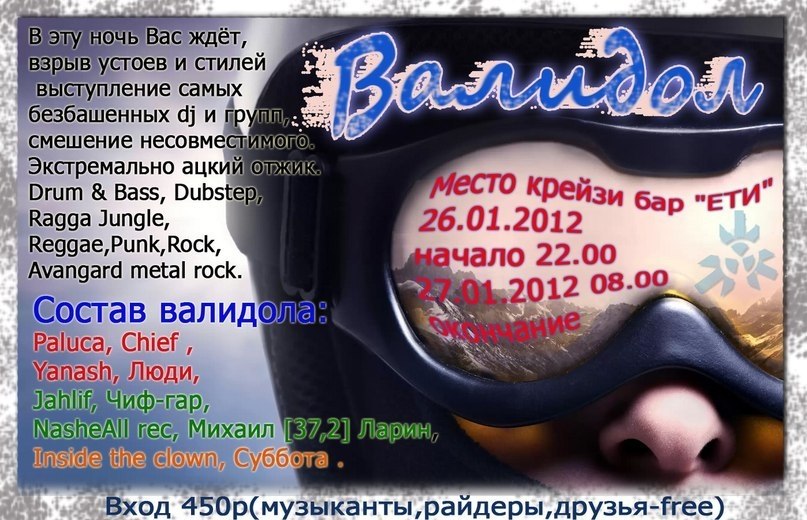 В эту ночь Вас ждёт,
взрыв устоев и стилей
выступление самых
безбашенных dj и групп,
смешение несовместимого.
Экстремально ацкий отжик.
Drum & Bass, Dubstep,
Ragga Jungle,
Reggae,Punk,Rock,
Avangard metal rock.
Состав валидола:
Paluca, Chief ,
Yanash, Люди,
Jahlif, Чиф-гар,
NasheAll rec, Михаил [37,2] Ларин,
Inside the clown, Суббота .
Валидол
Место крейзи бар "ЕТИ"
26.01.2012
начало 22.00
27.01.2012 08.00
окончание
Вход 450р(музыканты,райдеры,друзья-free)